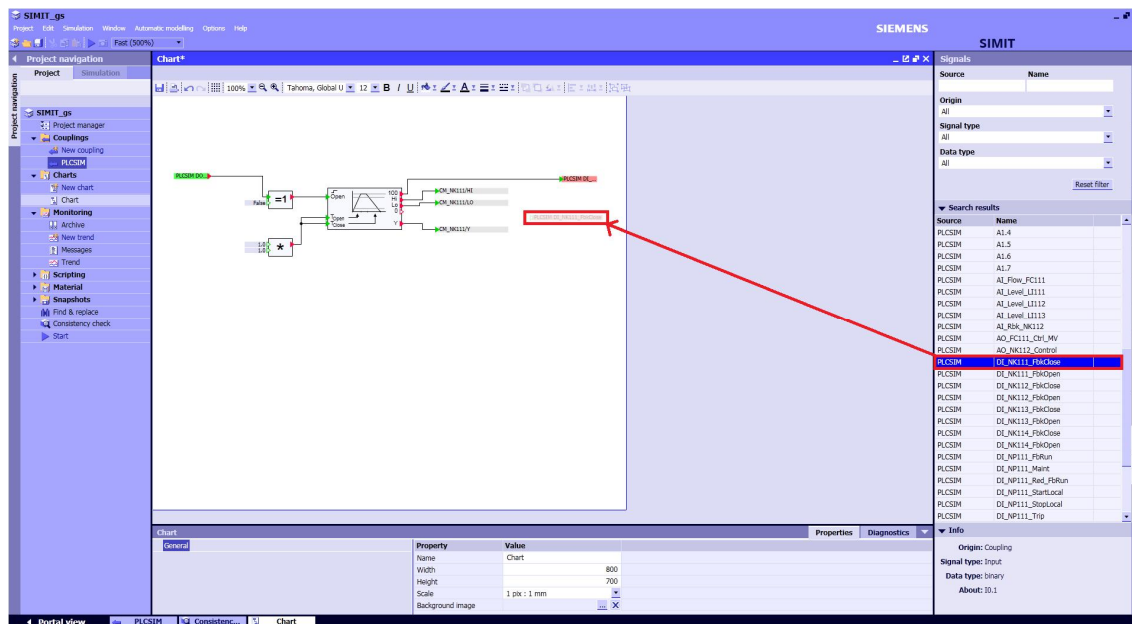 SIMIT_gs
Project Edit Simulation Window Automatic modelling Options Help
SIEMENS
Fast (500%)
SIMIT
Project navigation
Project Simulation
Project navigation
SIMIT_gs
Project manager
Couplings
New coupling
PLCSIM
Charts
New chart
Chart
Monitoring
Archive
New trend
Messages
Trend
Scripting
Material
Snapshots
Find & replace
Consistency check
Start
Chart*
100% Tahoma, Global U 12 B I U A
PLCSIM DO...
False =1
Open 100
Hi
Lo
0
Topen
Tclose Y
CM_NK111/HI
CM_NK111/LO
CM_NK111/Y
1.0
1.0 *
PLCSIM DI_...
PLCSIM DI_NK111_FbkClose
Chart
Properties Diagnostics
General
Property Value
Name Chart
Width 800
Height 700
Scale 1 pix : 1 mm
Background image ... X
Signals
Source Name
Origin
All
Signal type
All
Data type
All
Reset filter
Search results
Source Name
PLCSIM A1.4
PLCSIM A1.5
PLCSIM A1.6
PLCSIM A1.7
PLCSIM AI_Flow_FC111
PLCSIM AI_Level_LI111
PLCSIM AI_Level_LI112
PLCSIM AI_Level_LI113
PLCSIM AI_Rbk_NK112
PLCSIM AO_FC111_Ctrl_MV
PLCSIM AO_NK112_Control
PLCSIM DI_NK111_FbkClose
PLCSIM DI_NK111_FbkOpen
PLCSIM DI_NK112_FbkClose
PLCSIM DI_NK112_FbkOpen
PLCSIM DI_NK113_FbkClose
PLCSIM DI_NK113_FbkOpen
PLCSIM DI_NK114_FbkClose
PLCSIM DI_NK114_FbkOpen
PLCSIM DI_NP111_FbRun
PLCSIM DI_NP111_Maint
PLCSIM DI_NP111_Red_FbRun
PLCSIM DI_NP111_StartLocal
PLCSIM DI_NP111_StopLocal
PLCSIM DI_NP111_Trip
Info
Origin: Coupling
Signal type: Input
Data type: binary
About: I0.1
Portal view PLCSIM Consistenc... Chart